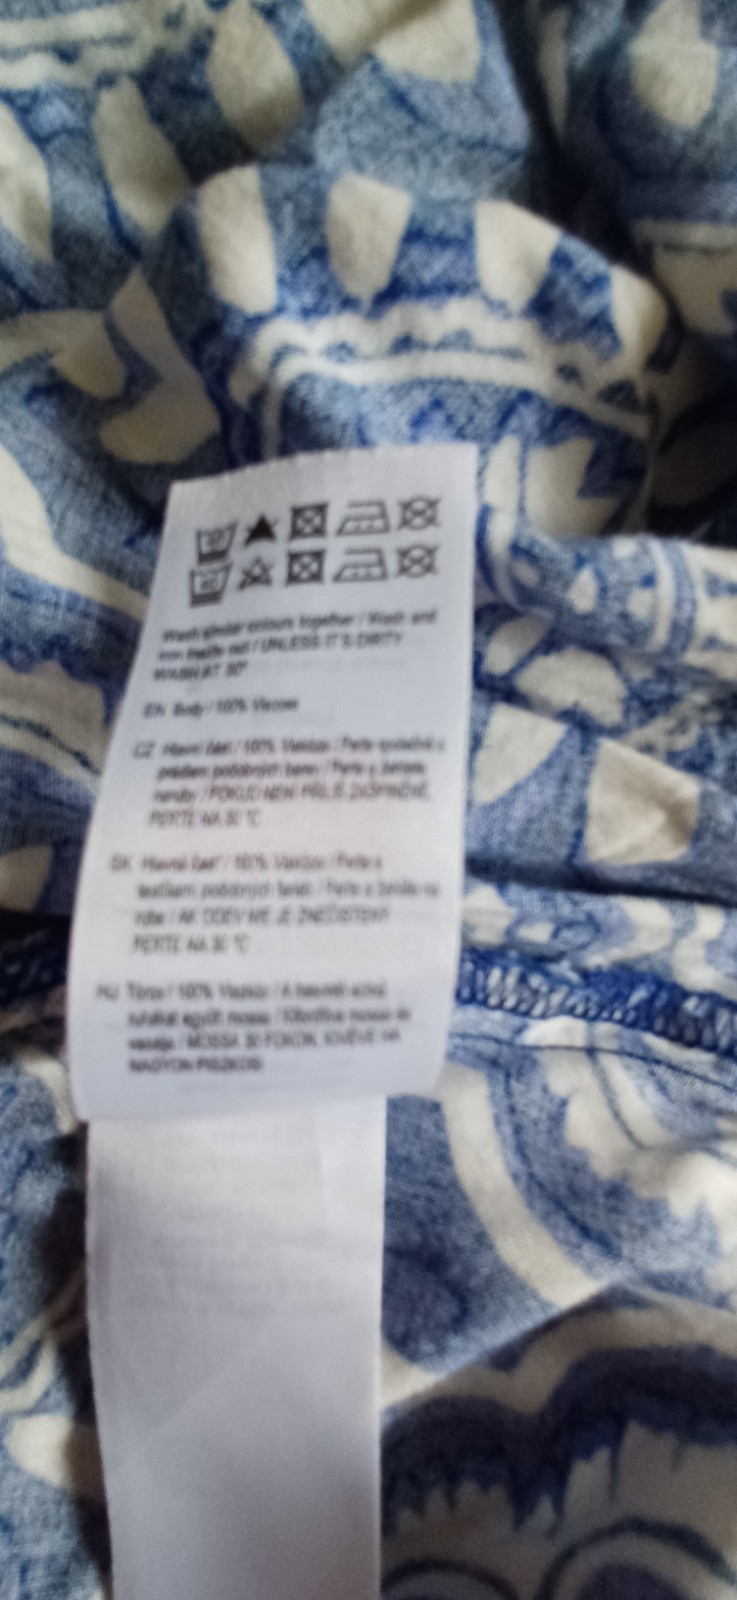 Wash similar colours together / Wash and
iron inside out / UNLESS IT'S DIRTY
WASH AT 30°
EN Body / 100% Viscose
CZ Hlavní část / 100% Viskóza / Perte společně s
prádlem podobných barev / Perte a žehlete
naruby / POKUD NENÍ PŘÍLIŠ ZAŠPINĚNÉ,
PERTE NA 30 °C
SK Hlavná časť / 100% Viskóza / Perte s
textíliami podobných farieb / Perte a žehlite na
rube / AK ODEV NIE JE ZNEČISTENÝ
PERTE NA 30 °C
HU Törzs / 100% Viszkóz / A hasonló színű
ruhákat együtt mossa / Kifordítva mossa és
vasalja / MOSSA 30 FOKON, KIVÉVE HA
NAGYON PISZKOS